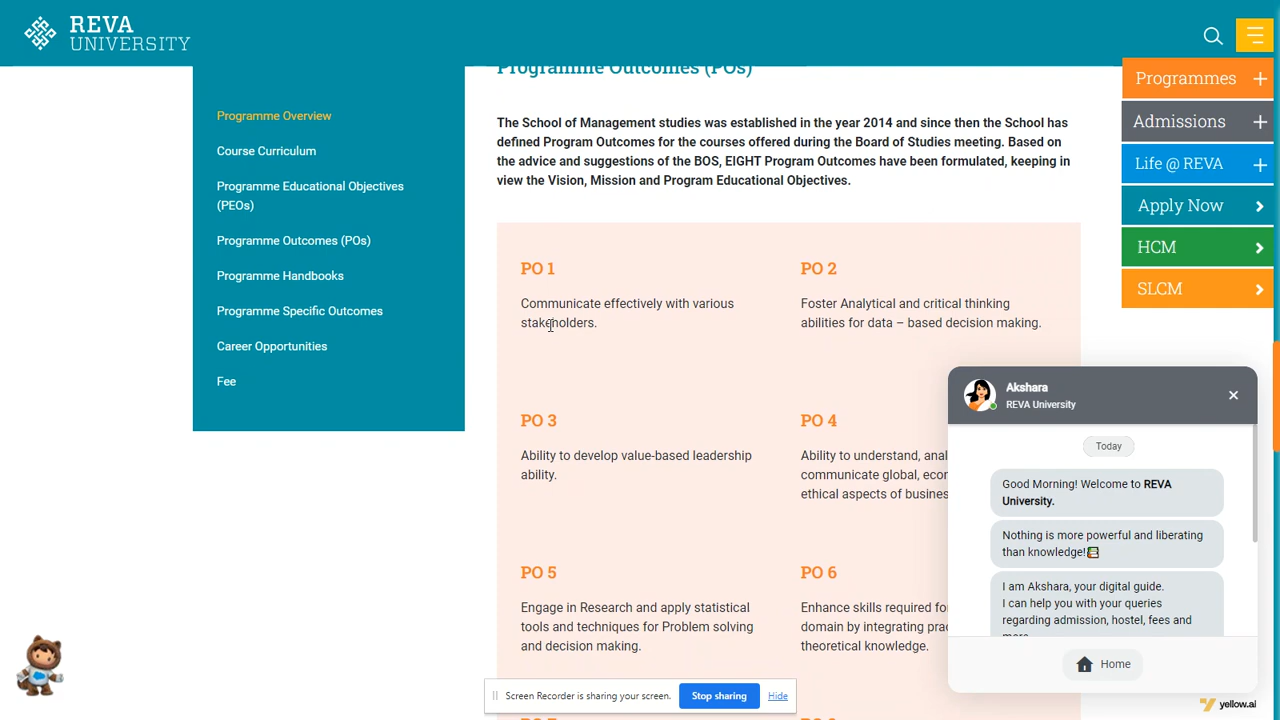 REVA
UNIVERSITY
Programmes +
Admissions +
Life @ REVA +
Apply Now
HCM
SLCM
Programme Overview
Course Curriculum
Programme Educational Objectives
(PEOs)
Programme Outcomes (POs)
Programme Handbooks
Programme Specific Outcomes
Career Opportunities
Fee
Programme Outcomes (POs)
The School of Management studies was established in the year 2014 and since then the School has
defined Program Outcomes for the courses offered during the Board of Studies meeting. Based on
the advice and suggestions of the BOS, EIGHT Program Outcomes have been formulated, keeping in
view the Vision, Mission and Program Educational Objectives.
PO 1
Communicate effectively with various
stakeholders.
PO 2
Foster Analytical and critical thinking
abilities for data – based decision making.
PO 3
Ability to develop value-based leadership
ability.
PO 4
Ability to understand,
communicate global,
ethical aspects of
PO 5
Engage in Research and apply statistical
tools and techniques for Problem solving
and decision making.
PO 6
Enhance skills required
domain by integrating
theoretical knowledge.
Akshara
REVA University
Today
Good Morning! Welcome to REVA
University.
Nothing is more powerful and liberating
than knowledge!
I am Akshara, your digital guide.
I can help you with your queries
regarding admission, hostel, fees and
Home
yellow.ai
Screen Recorder is sharing your screen.
Stop sharing
Hide